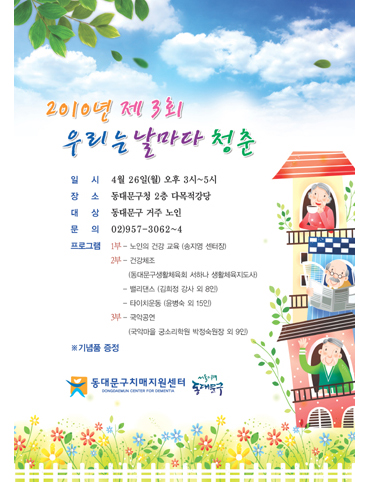 2010년 제 3회
우리는 날마다 청춘
일 시 4월 26일(월) 오후 3시~5시
장 소 동대문구청 2층 다목적강당
대 상 동대문구 거주 노인
문 의 02)957-3062~4
프로그램 1부 - 노인의 건강 교육 (송지영 센터장)
2부 - 건강체조
(동대문구생활체육회 서하나 생활체육지도사)
- 밸리댄스 (김희정 강사 외 8인)
- 타이치운동 (윤병숙 외 15인)
3부 - 국악공연
(국악마을 궁소리학원 박정숙원장 외 9인)
※기념품 증정
동대문구치매지원센터
DONGDAEMUN CENTER FOR DEMENTIA
동대문구